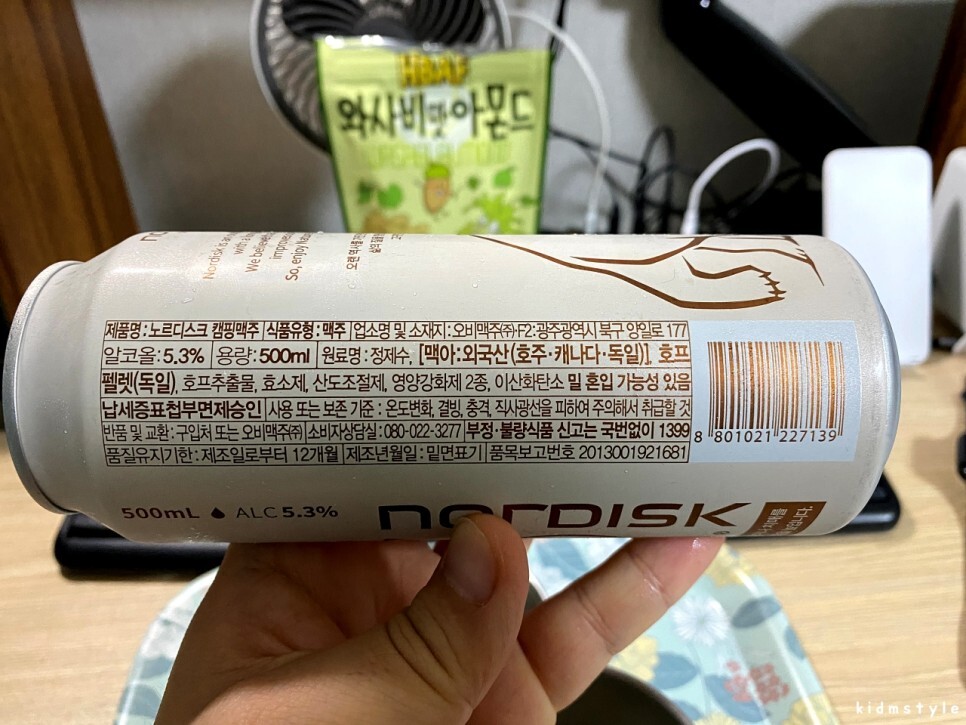 HBAF
와사비맛아몬드
Nordisk is an
with a
We believe
improve
So, enjoy
제품명 : 노르디스크 캠핑맥주 식품유형 : 맥주 업소명 및 소재지 : 오비맥주㈜-F2:광주광역시 북구 양일로 177
알코올:5.3% 용량:500ml 원료명 : 정제수, [맥아:외국산(호주·캐나다·독일)], 호프
펠렛(독일), 호프추출물, 효소제, 산도조절제, 영양강화제 2종, 이산화탄소 밀 혼입 가능성 있음
납세증표첩부면제승인 사용 또는 보존 기준 : 온도변화, 결빙, 충격, 직사광선을 피하여 주의해서 취급할 것
반품 및 교환 : 구입처 또는 오비맥주㈜ 소비자상담실 : 080-022-3277 부정·불량식품 신고는 국번없이 1399
품질유지기한 : 제조일로부터 12개월 제조년월일 : 밑면표기 품목보고번호 2013001921681
8 801021 227139
500mL ALC 5.3%
NORDISK
kidmstyle